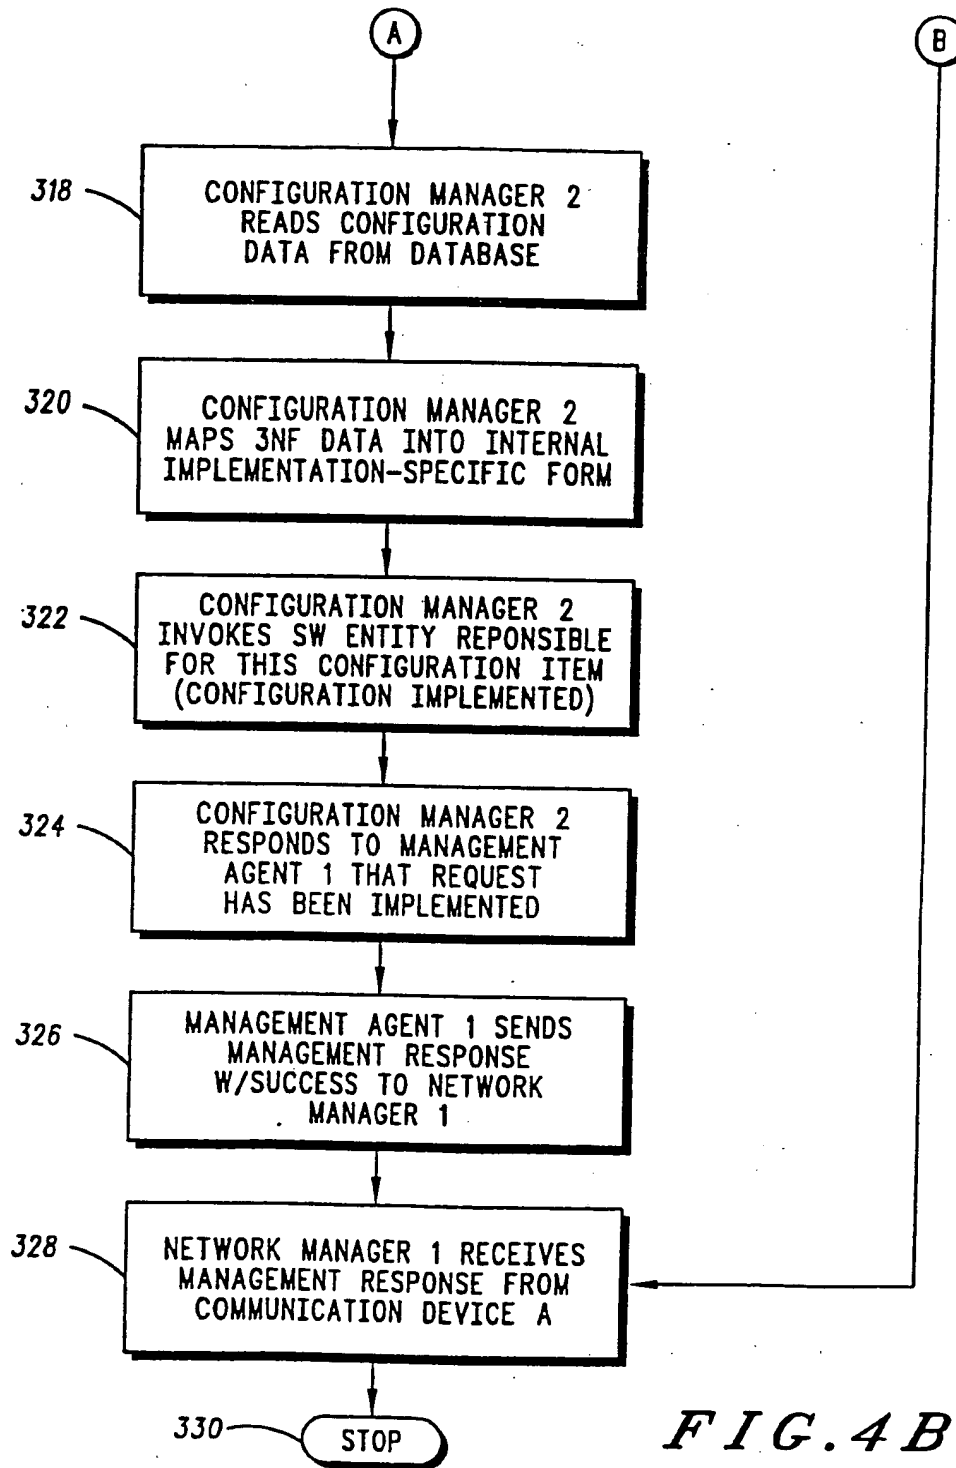 A
B
318
CONFIGURATION MANAGER 2
READS CONFIGURATION
DATA FROM DATABASE
320
CONFIGURATION MANAGER 2
MAPS 3NF DATA INTO INTERNAL
IMPLEMENTATION-SPECIFIC FORM
322
CONFIGURATION MANAGER 2
INVOKES SW ENTITY REPONSIBLE
FOR THIS CONFIGURATION ITEM
(CONFIGURATION IMPLEMENTED)
324
CONFIGURATION MANAGER 2
RESPONDS TO MANAGEMENT
AGENT 1 THAT REQUEST
HAS BEEN IMPLEMENTED
326
MANAGEMENT AGENT 1 SENDS
MANAGEMENT RESPONSE
W/SUCCESS TO NETWORK
MANAGER 1
328
NETWORK MANAGER 1 RECEIVES
MANAGEMENT RESPONSE FROM
COMMUNICATION DEVICE A
330
STOP
FIG.4B